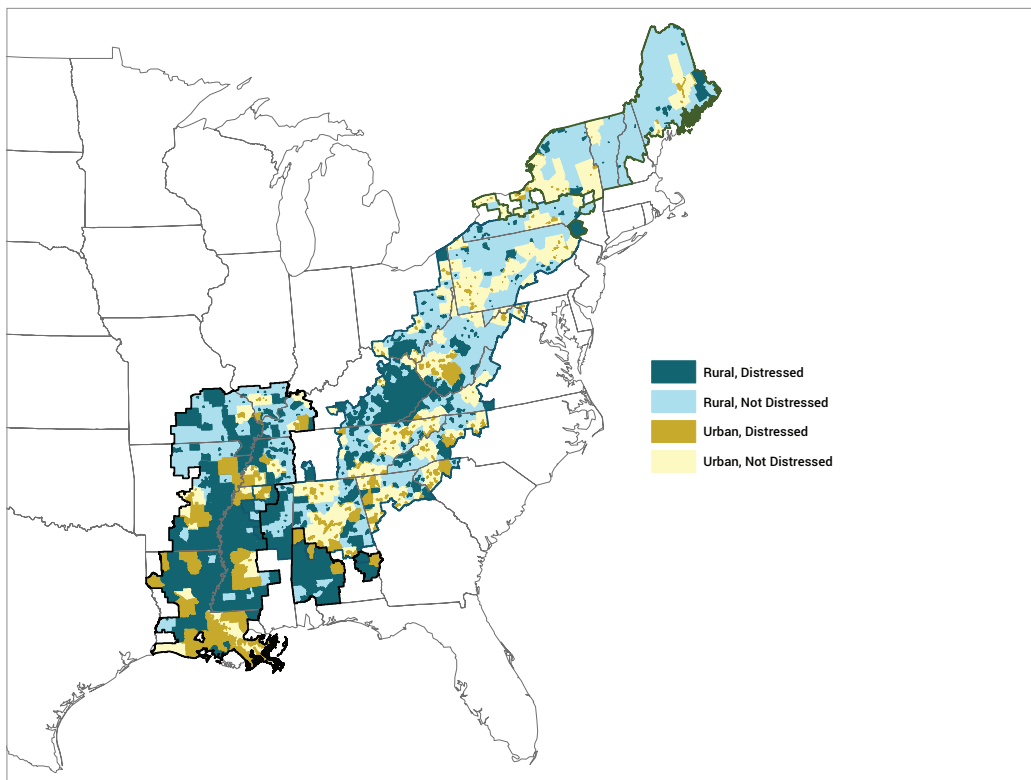 Rural, Distressed
Rural, Not Distressed
Urban, Distressed
Urban, Not Distressed